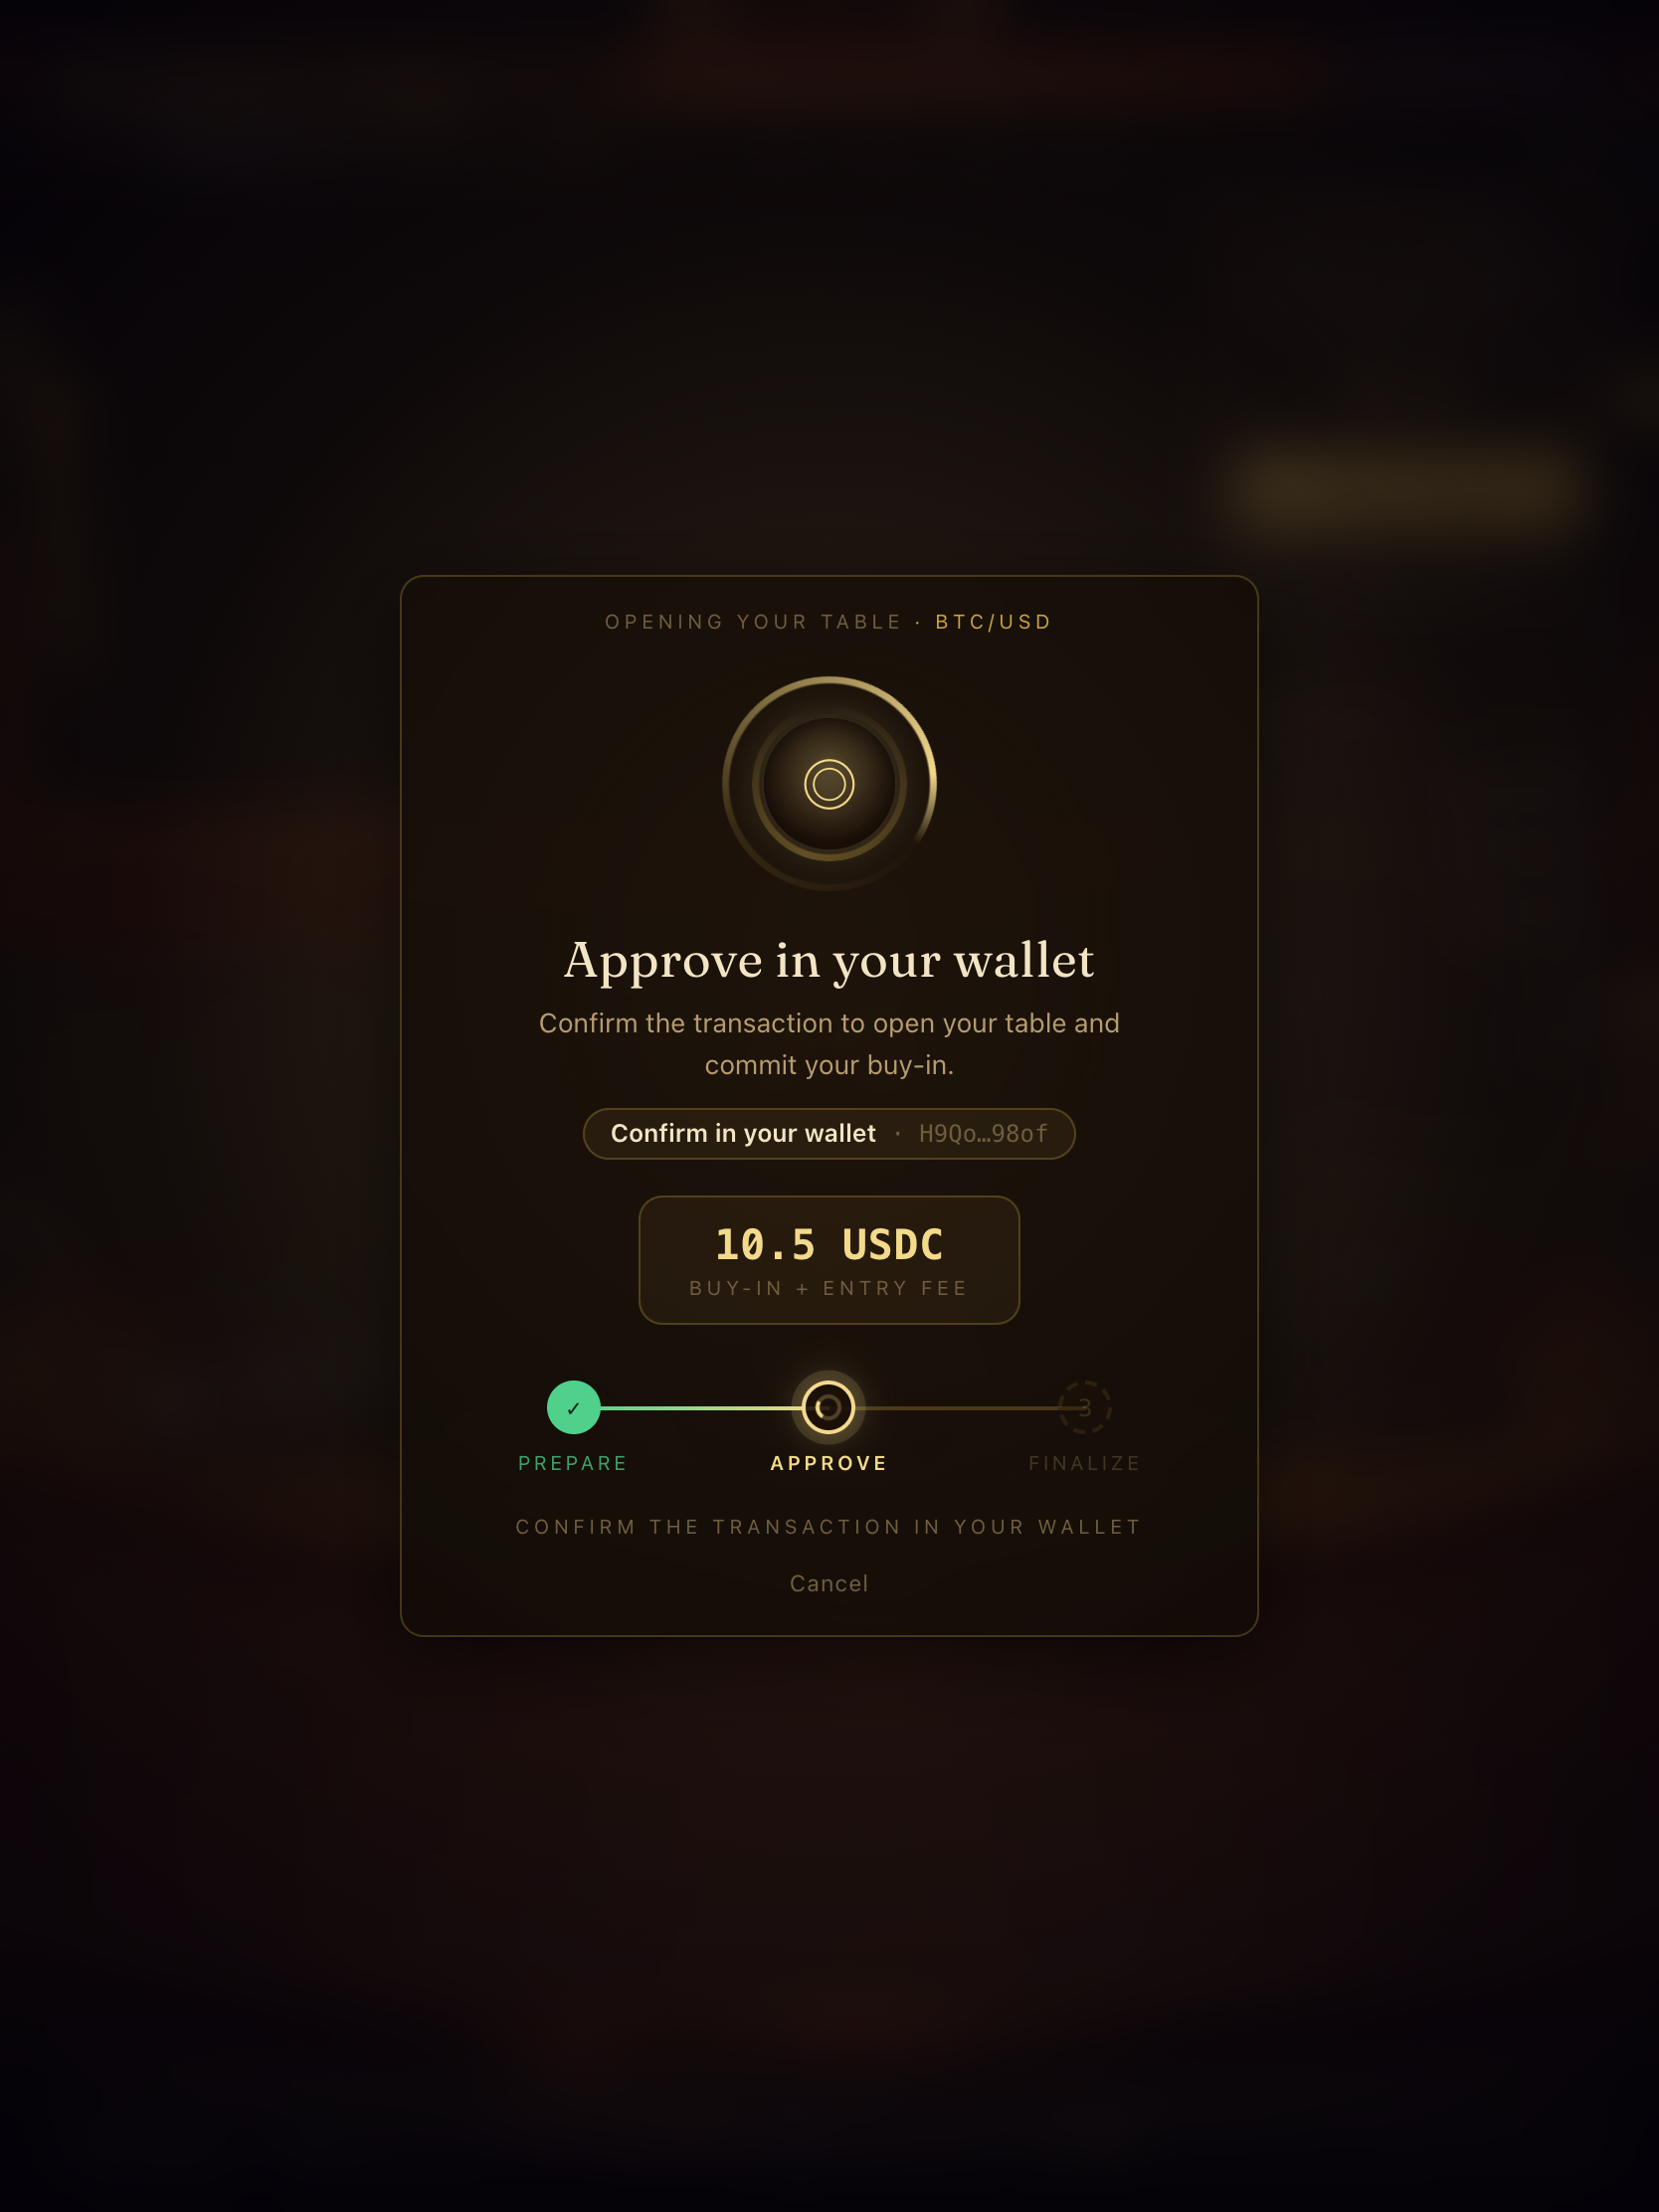 OPENING YOUR TABLE · BTC/USD
Approve in your wallet
Confirm the transaction to open your table and
commit your buy-in.
Confirm in your wallet · H9Qo…98of
10.5 USDC
BUY-IN + ENTRY FEE
✓ 3
PREPARE APPROVE FINALIZE
CONFIRM THE TRANSACTION IN YOUR WALLET
Cancel